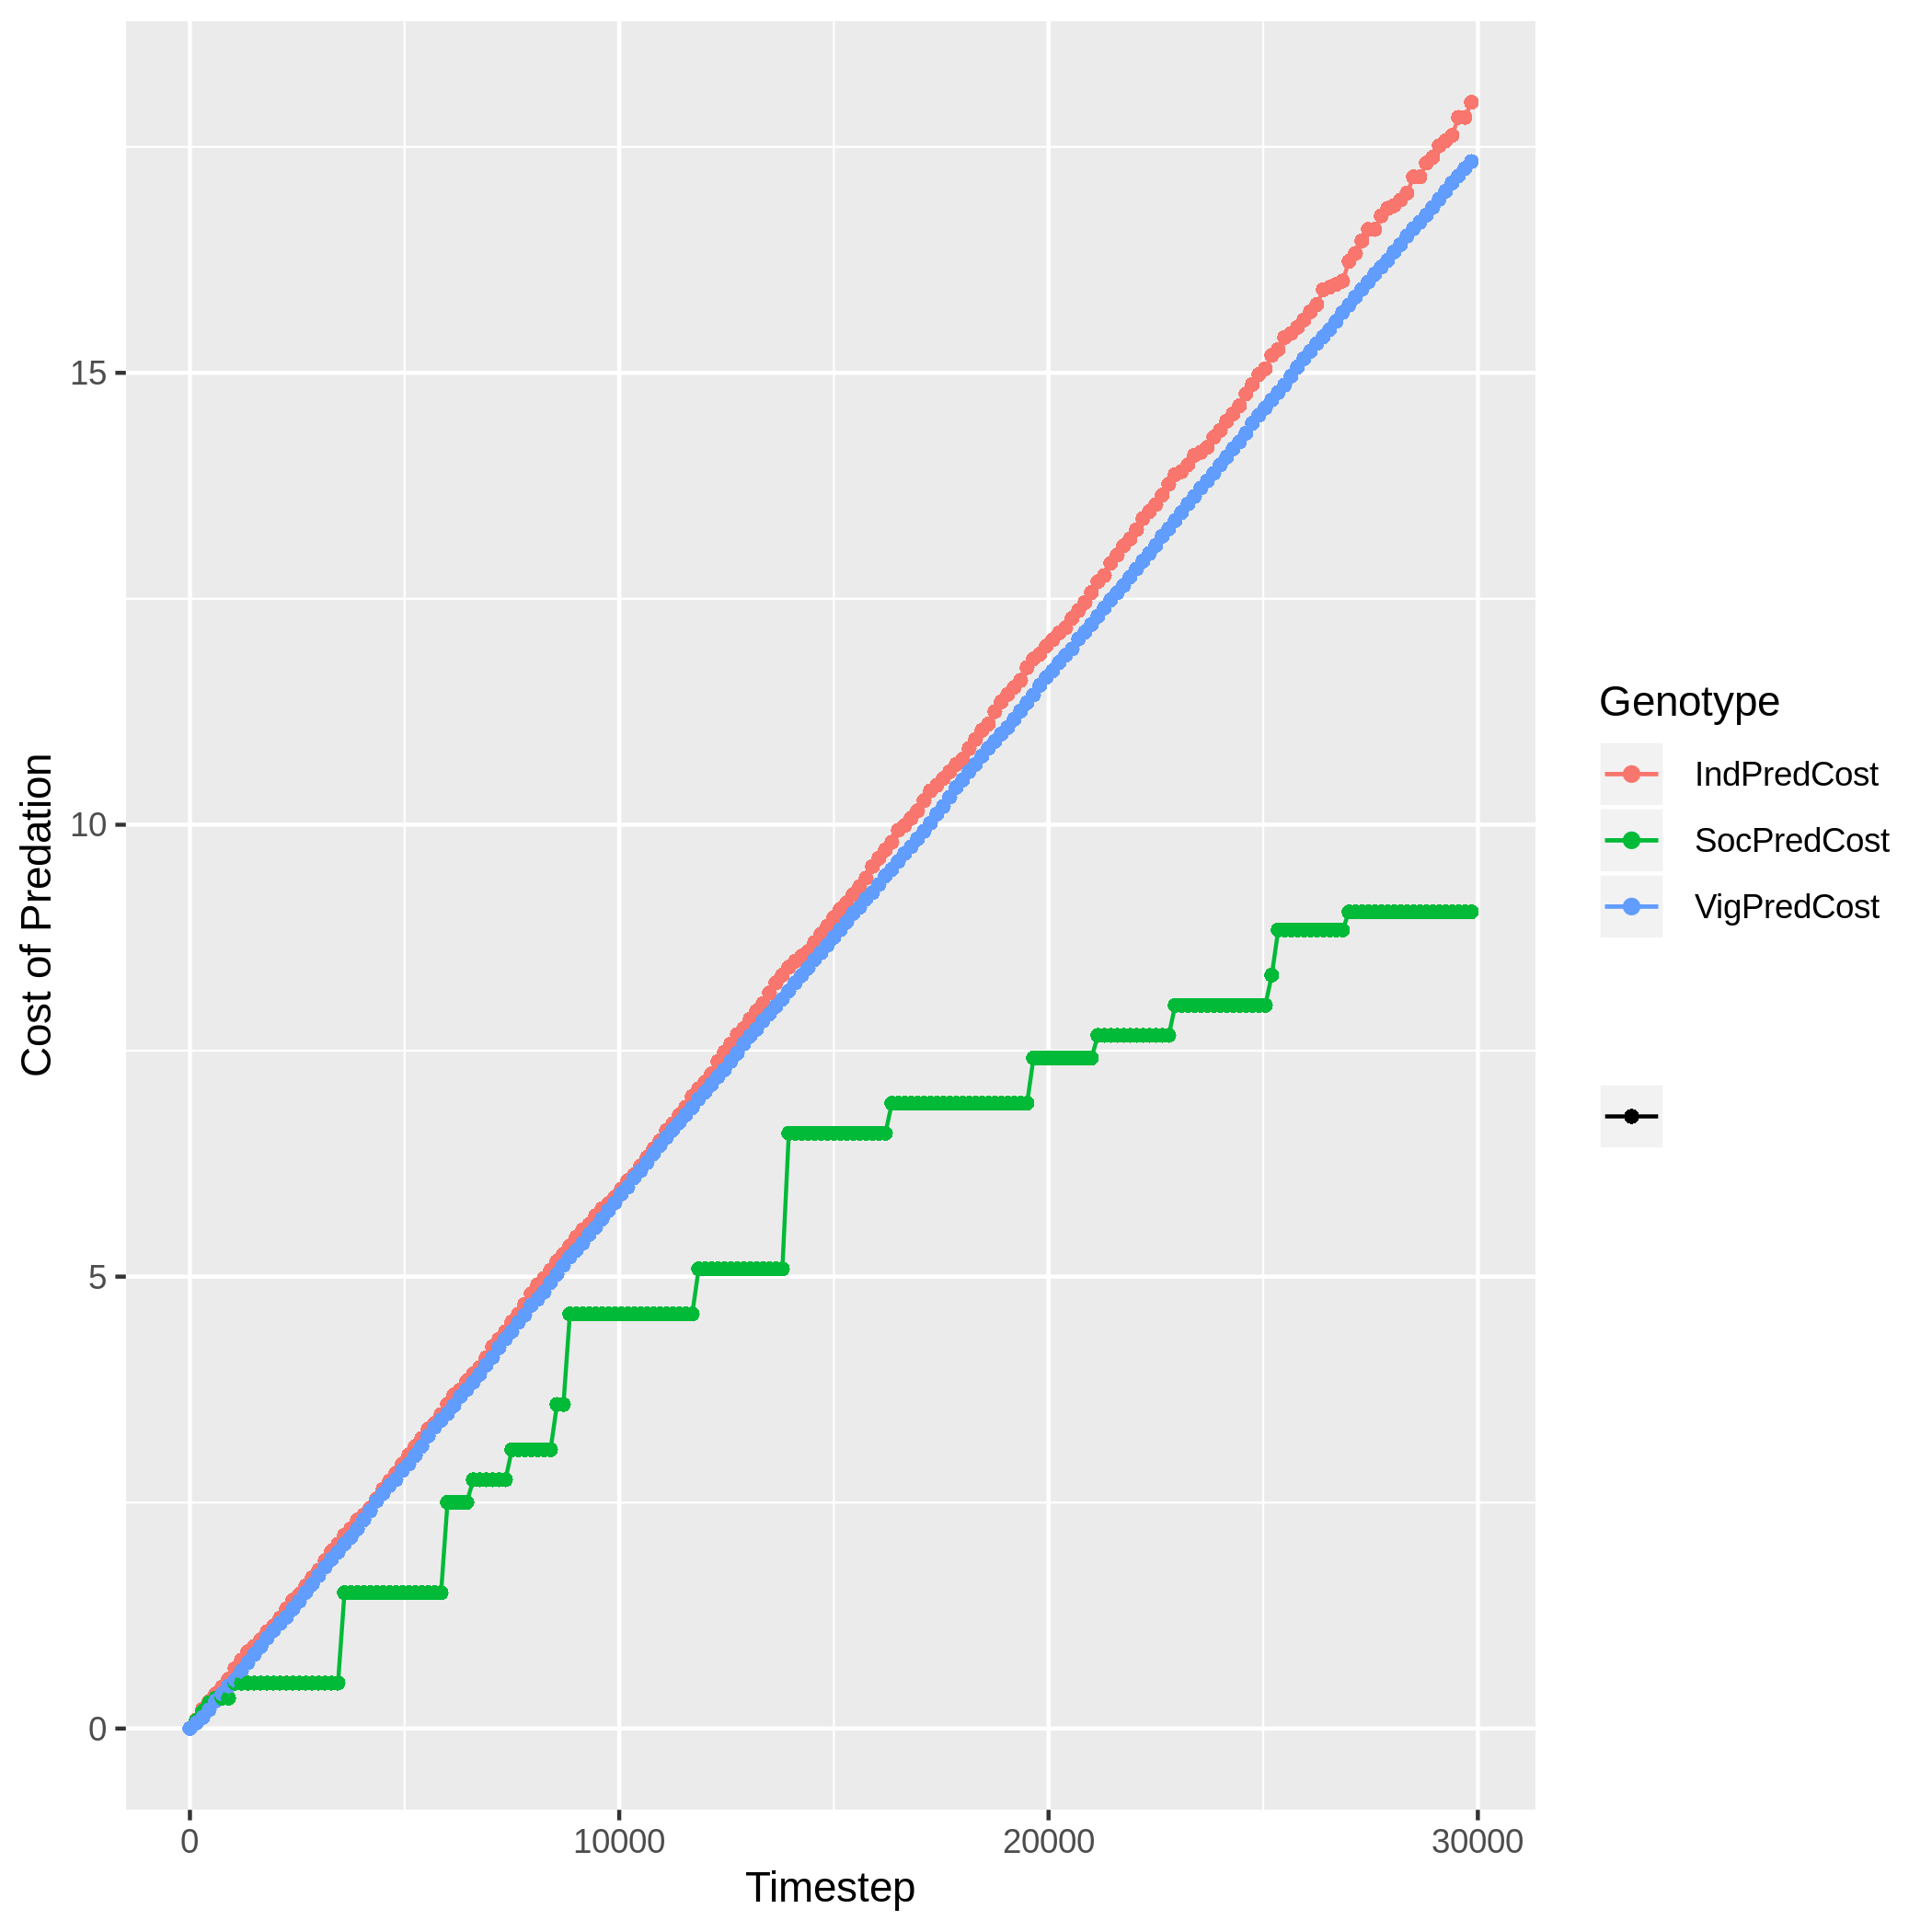 Cost of Predation
15
10
5
0
0 10000 20000 30000
Timestep
Genotype
IndPredCost
SocPredCost
VigPredCost